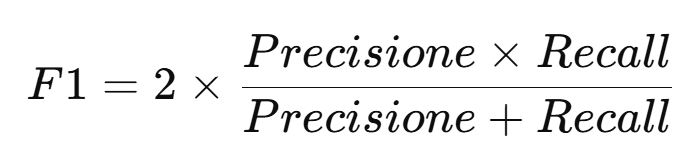 F1 = 2 × Precisione × Recall
Precisione + Recall